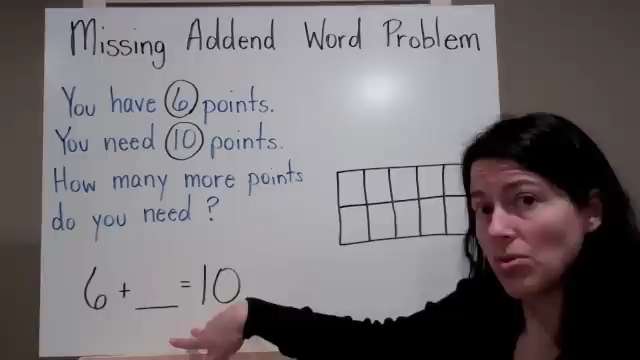 Missing Addend Word Problem
You have 6 points.
You need 10 points.
How many more points
do you need?
6 + __ = 10